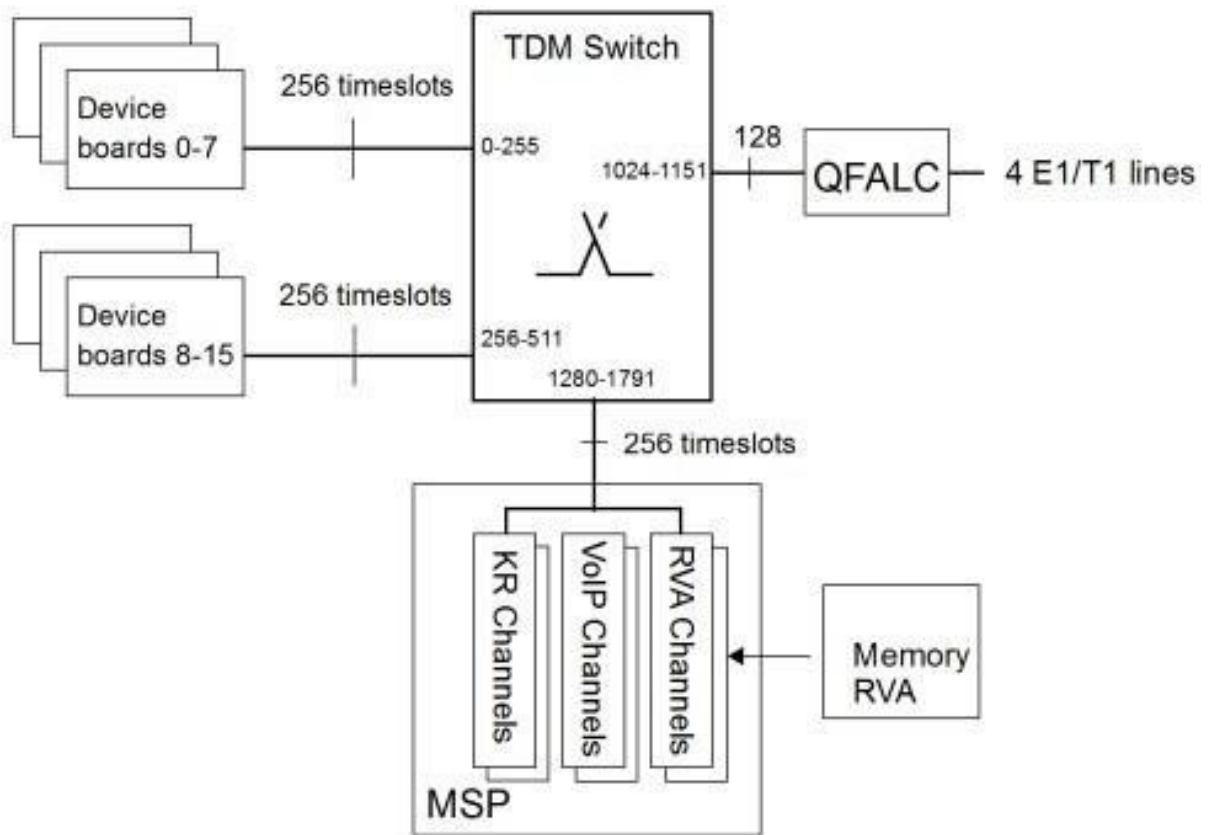 TDM Switch
Device
boards 0-7
256 timeslots
0-255
1024-1151
128
QFALC
4 E1/T1 lines
Device
boards 8-15
256 timeslots
256-511
1280-1791
256 timeslots
KR Channels
VoIP Channels
RVA Channels
MSP
Memory
RVA